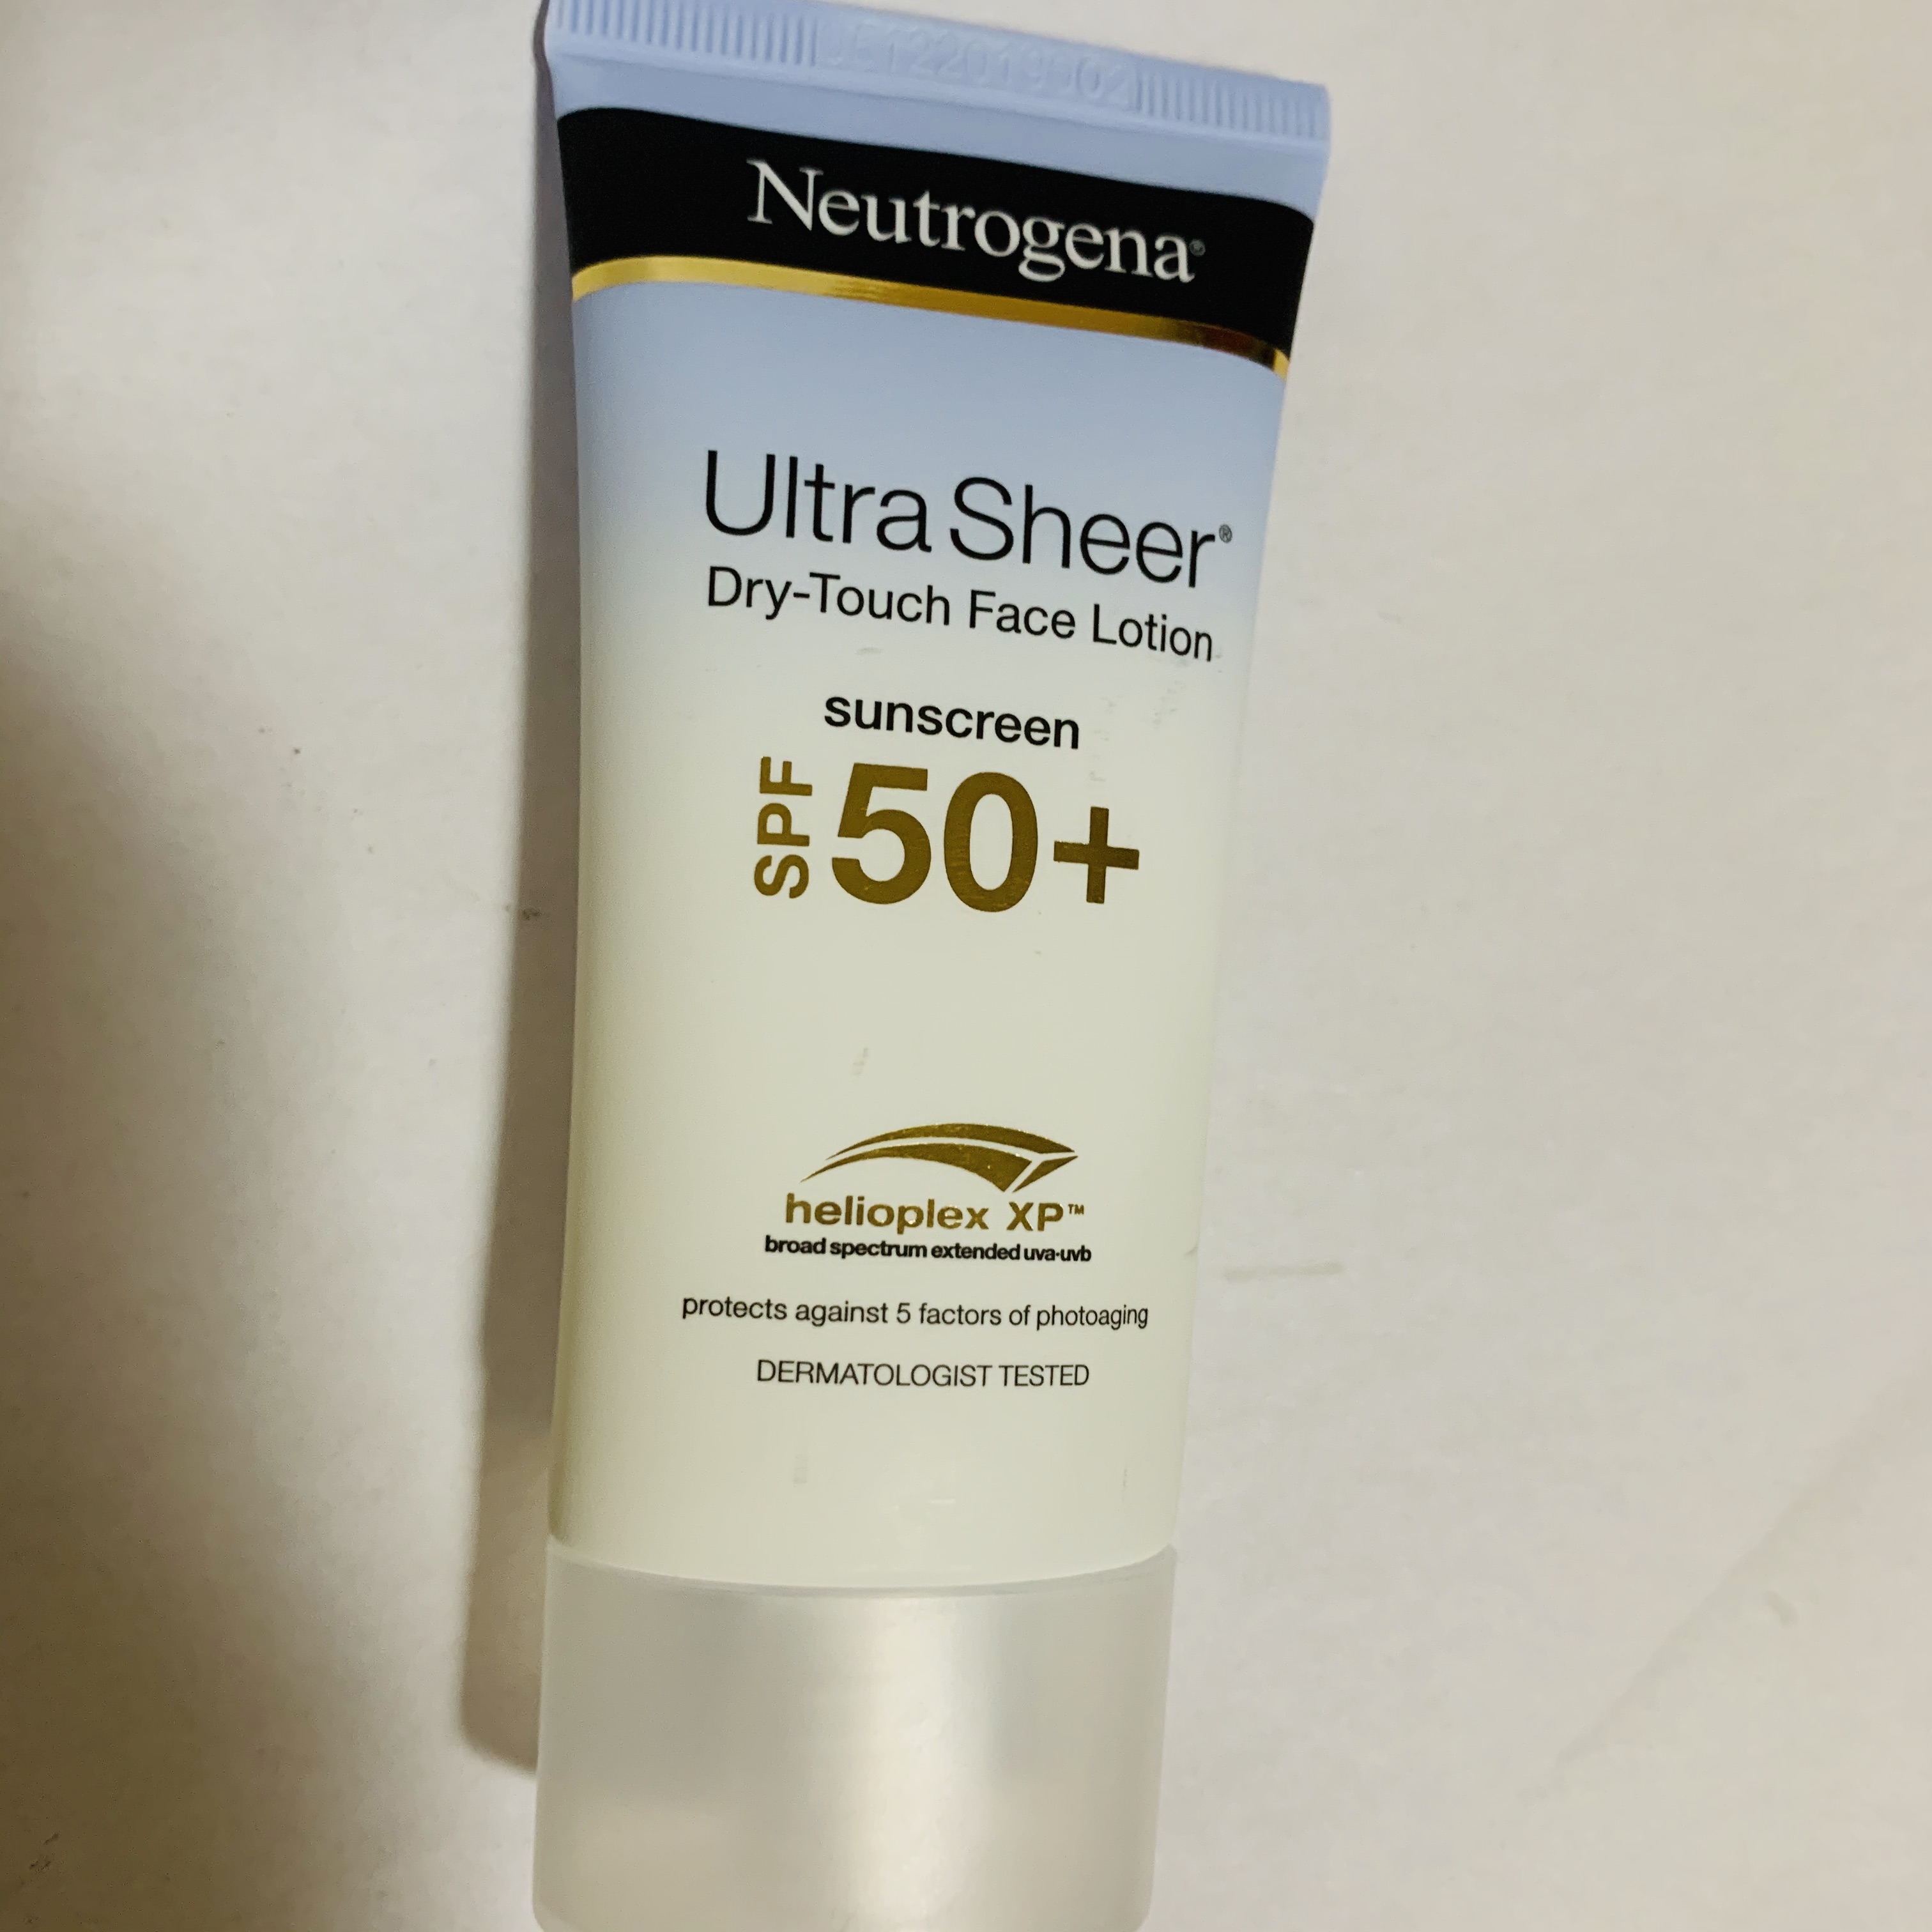 Neutrogena®
Ultra Sheer®
Dry-Touch Face Lotion
sunscreen
SPF 50+
helioplex XP™
broad spectrum extended uva·uvb
protects against 5 factors of photoaging
DERMATOLOGIST TESTED